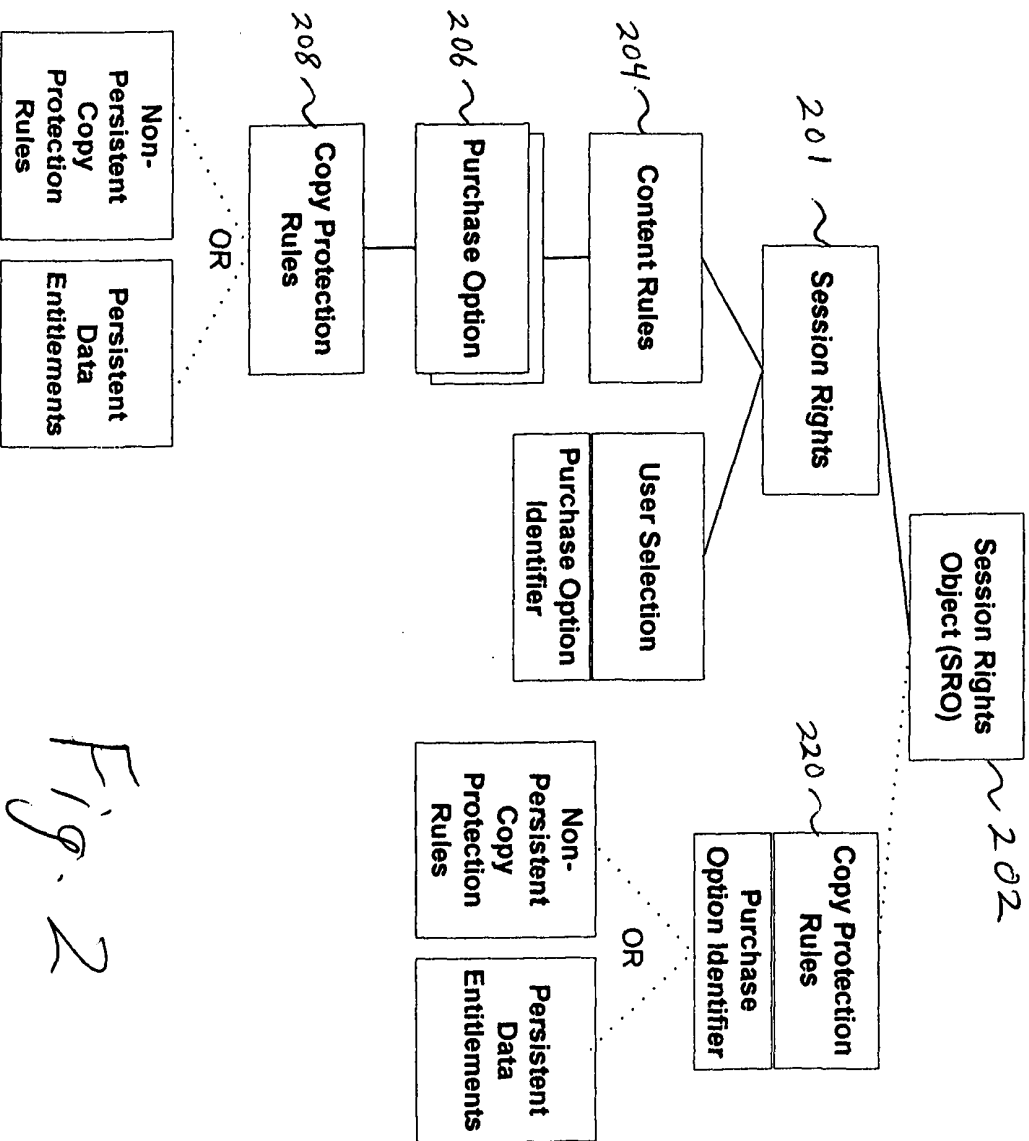 Session Rights
Object (SRO)
202
201
Session Rights
220
Copy Protection
Rules
Purchase
Option Identifier
204
Content Rules
User Selection
Purchase Option
Identifier
OR
206
Purchase Option
Non-
Persistent
Copy
Protection
Rules
Persistent
Data
Entitlements
208
Copy Protection
Rules
OR
Non-
Persistent
Copy
Protection
Rules
Persistent
Data
Entitlements
Fig. 2